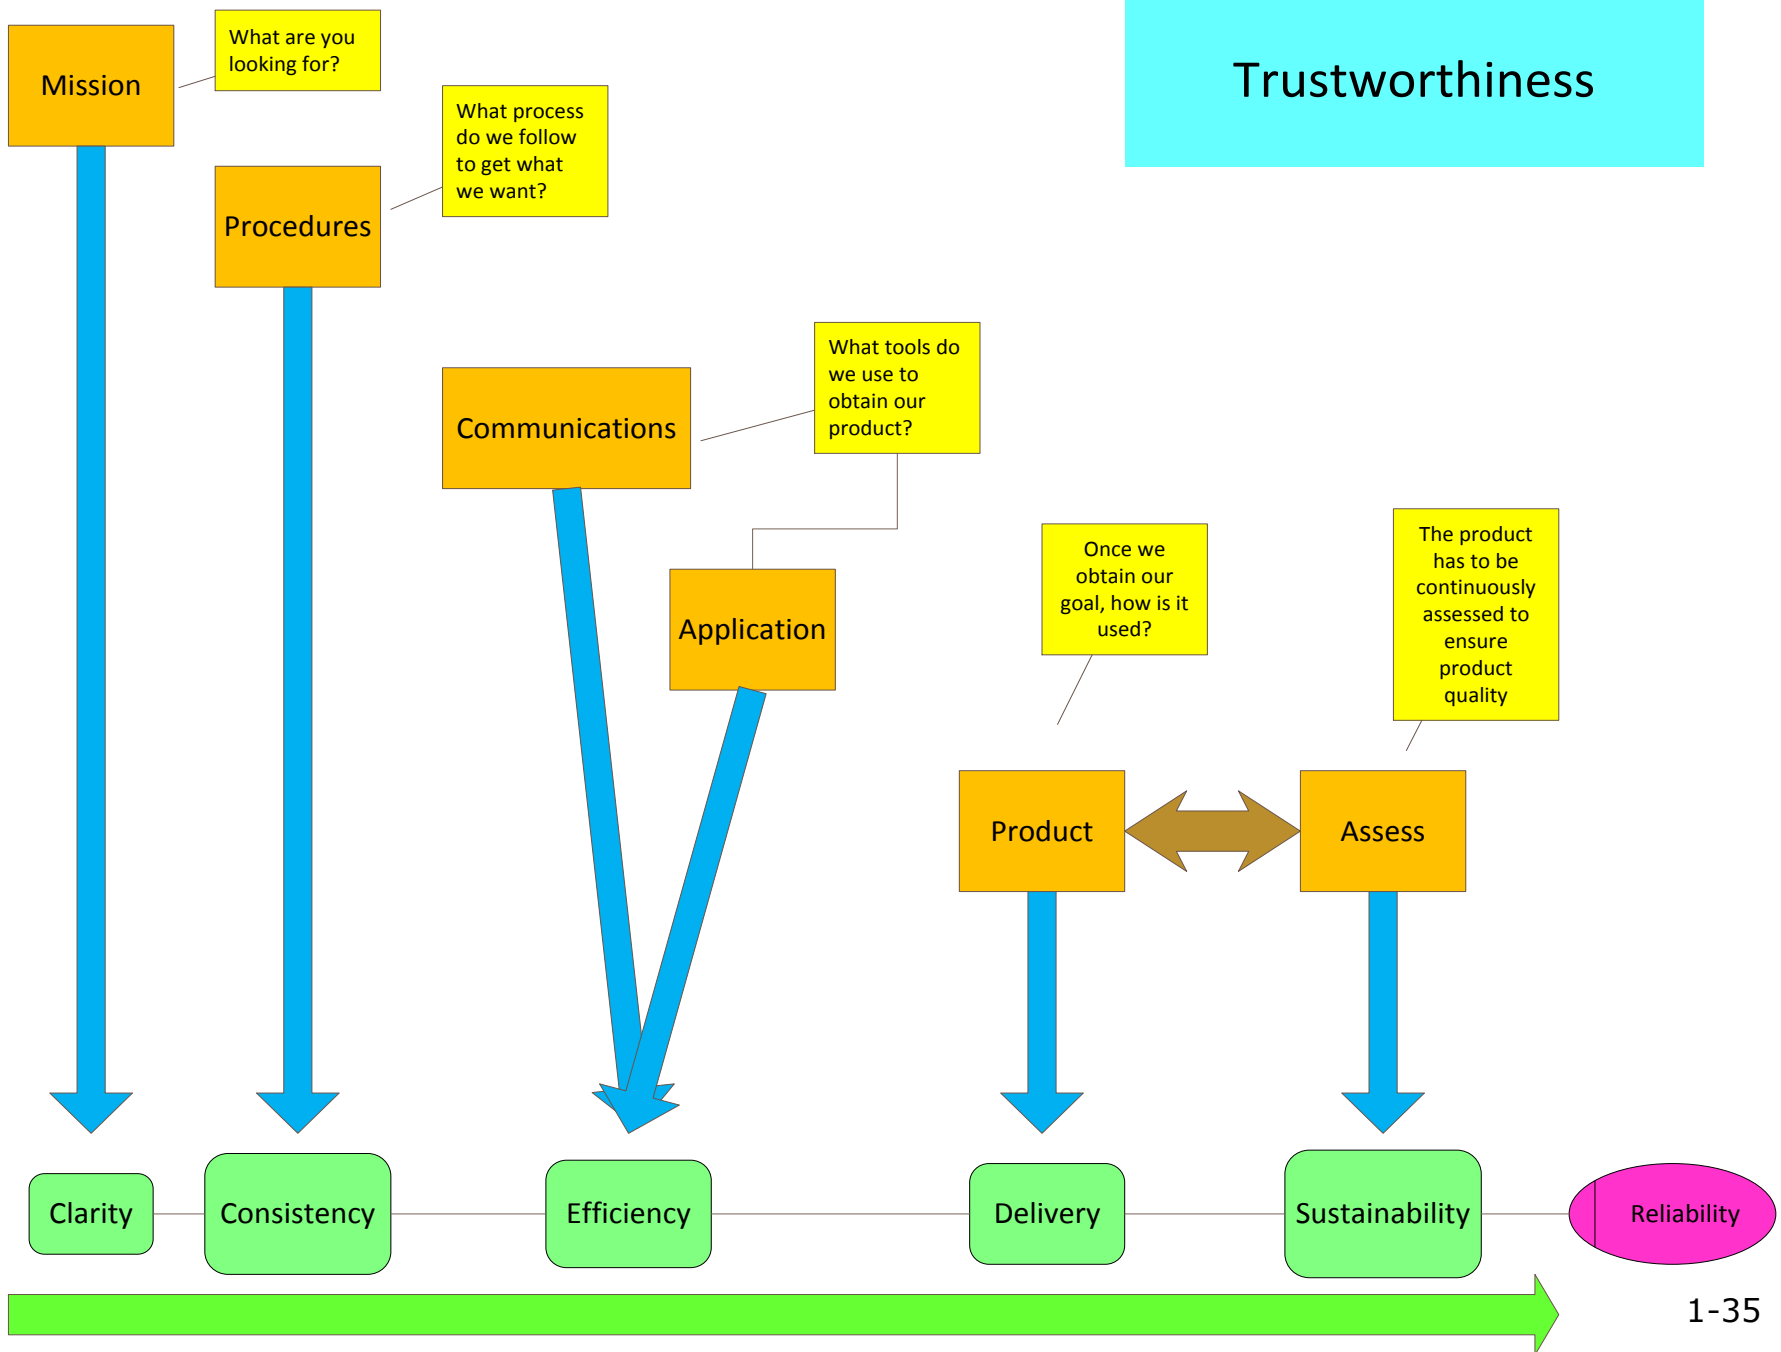 Trustworthiness
Mission
What are you
looking for?
Procedures
What process
do we follow
to get what
we want?
Communications
What tools do
we use to
obtain our
product?
Application
Once we
obtain our
goal, how is it
used?
The product
has to be
continuously
assessed to
ensure
product
quality
Product
Assess
Clarity
Consistency
Efficiency
Delivery
Sustainability
Reliability
1-35